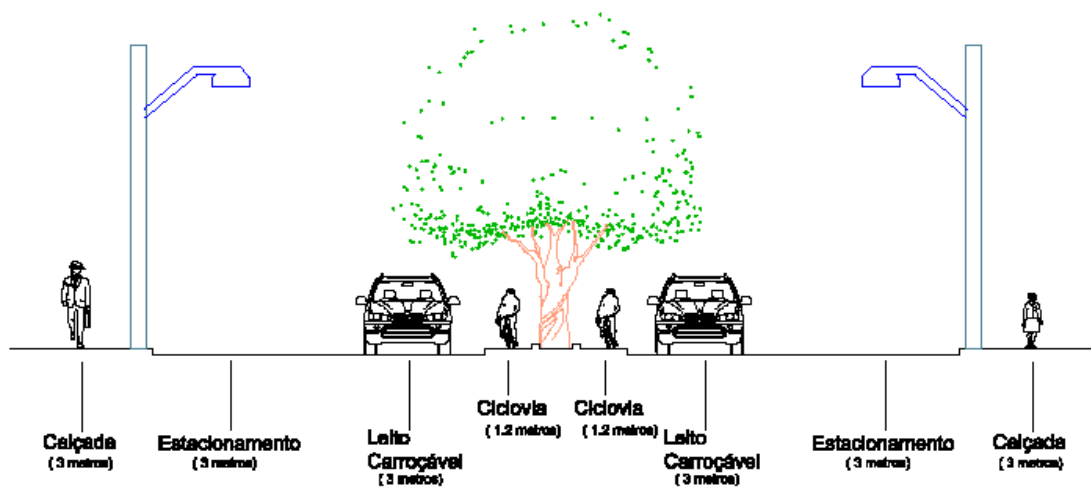 Calçada
( 3 metros)
Estacionamento
( 3 metros)
Leito
Carroçável
( 3 metros)
Ciclovia
( 1.2 metros)
Ciclovia
( 1.2 metros)
Leito
Carroçável
( 3 metros)
Estacionamento
( 3 metros)
Calçada
( 3 metros)